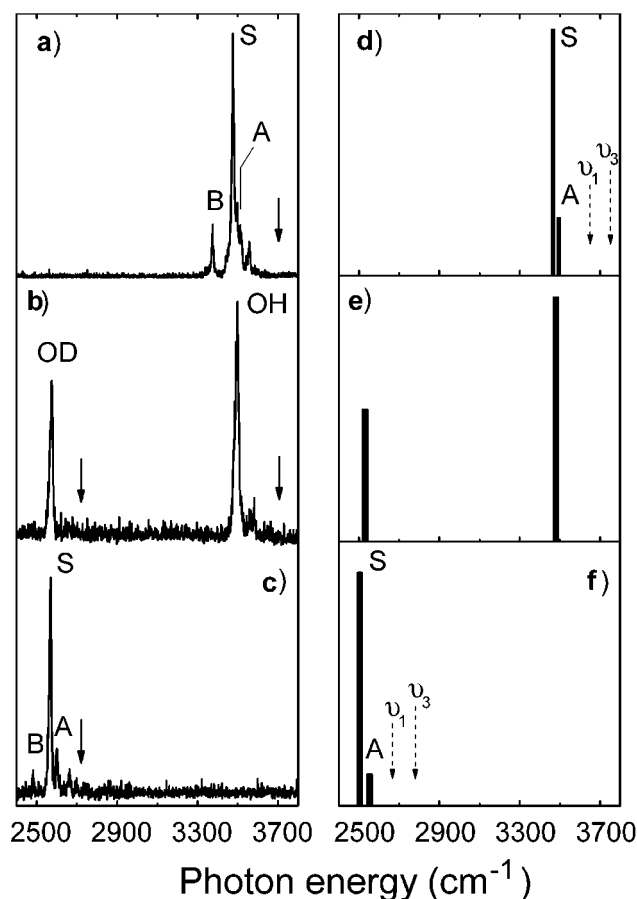 a)
S
A
B
b)
OH
OD
c)
S
B
A
d)
S
A
υ1
υ3
e)
f)
S
A
υ1
υ3
2500 2900 3300 3700 2500 2900 3300 3700
Photon energy (cm-1)